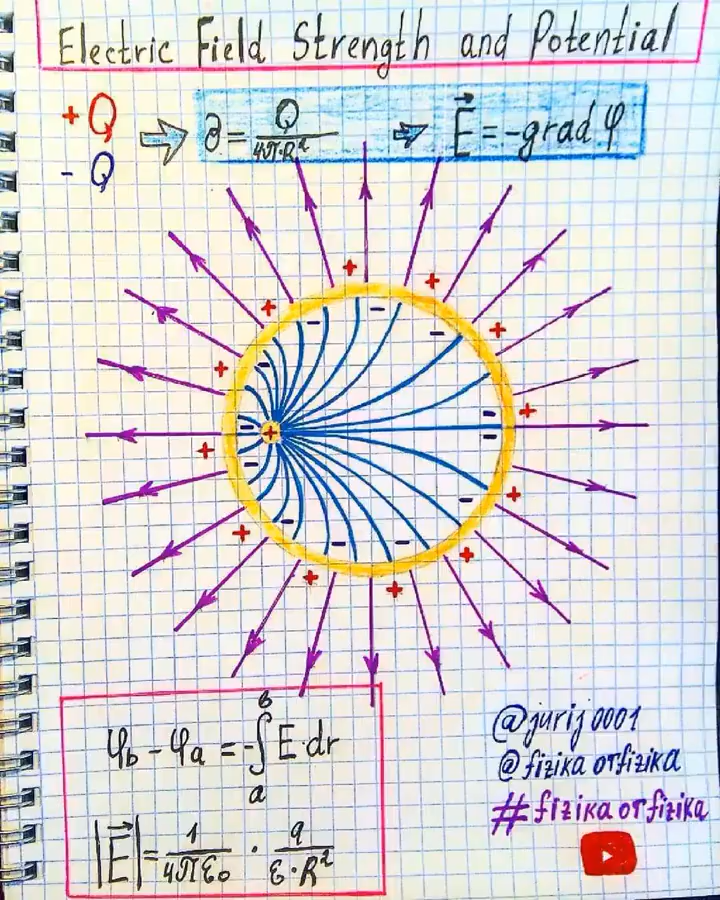 Electric Field Strength and Potential
+Q
-Q
∂ = Q / 4π·R²
E⃗ = -grad φ
φb - φa = -∫ₐᵇ E·dr
|E⃗| = 1 / 4πε₀ · q / ε·R²
@jurij0001
@fizika от fizika
#fizika от fizika